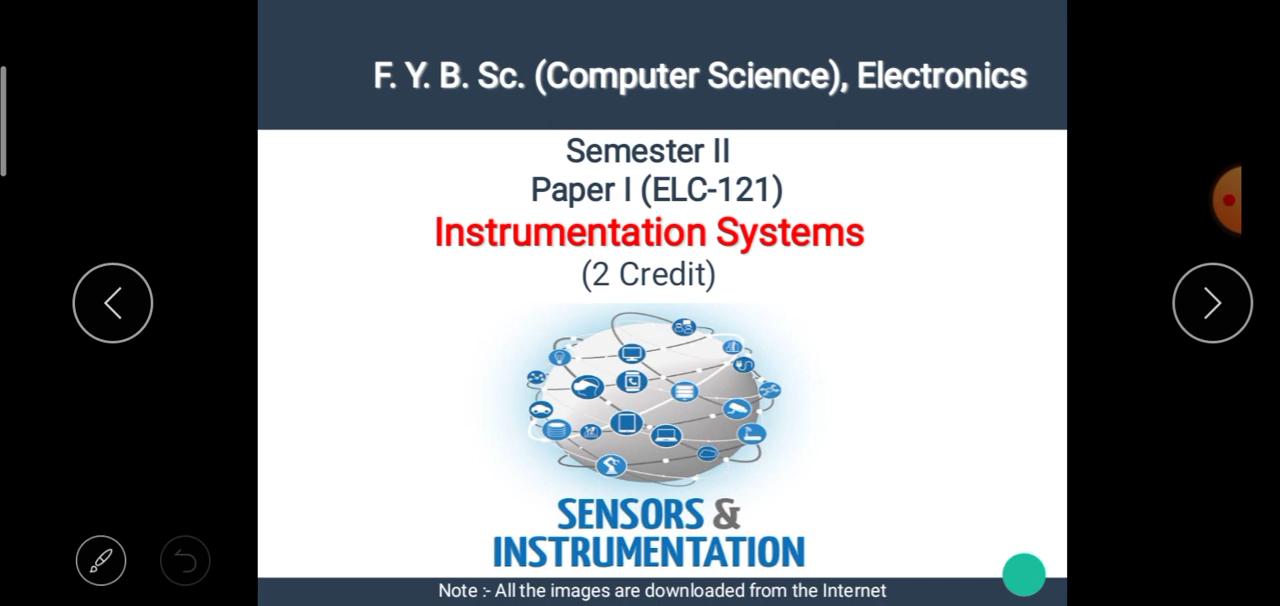 F. Y. B. Sc. (Computer Science), Electronics
Semester II
Paper I (ELC-121)
Instrumentation Systems
(2 Credit)
SENSORS &
INSTRUMENTATION
Note :- All the images are downloaded from the Internet